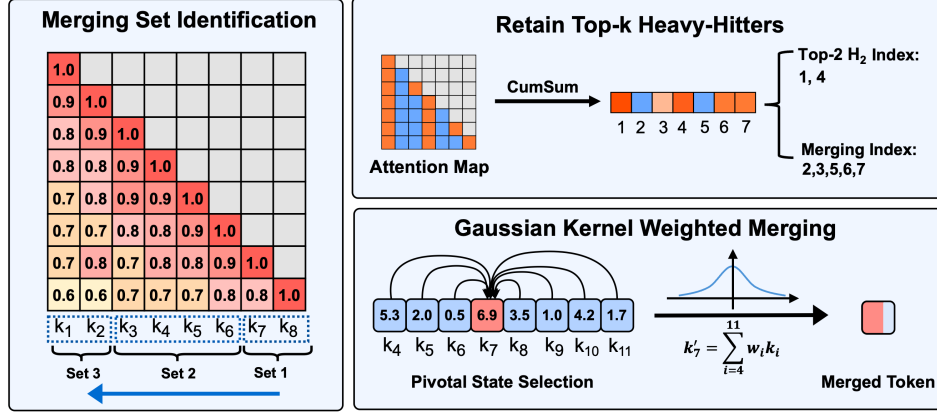 Merging Set Identification
1.0
0.9 1.0
0.8 0.9 1.0
0.8 0.8 0.9 1.0
0.7 0.8 0.9 0.9 1.0
0.7 0.7 0.8 0.8 0.9 1.0
0.7 0.8 0.7 0.8 0.8 0.9 1.0
0.6 0.6 0.7 0.7 0.7 0.8 0.8 1.0
k₁ k₂ k₃ k₄ k₅ k₆ k₇ k₈
Set 3 Set 2 Set 1
Retain Top-k Heavy-Hitters
Attention Map
CumSum
1 2 3 4 5 6 7
Top-2 H₂ Index:
1, 4
Merging Index:
2,3,5,6,7
Gaussian Kernel Weighted Merging
5.3 2.0 0.5 6.9 3.5 1.0 4.2 1.7
k₄ k₅ k₆ k₇ k₈ k₉ k₁₀ k₁₁
Pivotal State Selection
k′₇ = ∑_{i=4}^{11} wᵢkᵢ
Merged Token